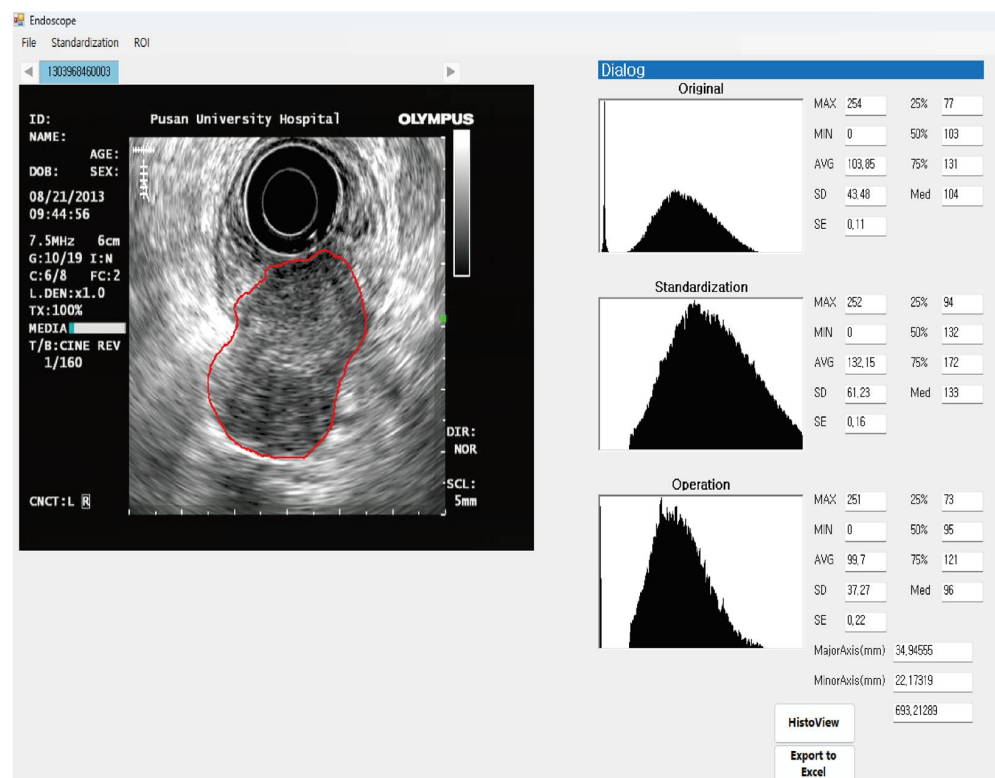 Endoscope
File Standardization ROI
1303968460003
ID: Pusan University Hospital OLYMPUS
NAME:
AGE:
DOB: SEX:
08/21/2013
09:44:56
7.5MHz 6cm
G:10/19 I:N
C:6/8 FC:2
L.DEN:x1.0
TX:100%
MEDIA
T/B:CINE REV
1/160
DIR:
NOR
SCL:
5mm
CNCT:L R
Dialog
Original
MAX 254 25% 77
MIN 0 50% 103
AVG 103,85 75% 131
SD 43,48 Med 104
SE 0,11
Standardization
MAX 252 25% 94
MIN 0 50% 132
AVG 132,15 75% 172
SD 61,23 Med 133
SE 0,16
Operation
MAX 251 25% 73
MIN 0 50% 95
AVG 99,7 75% 121
SD 37,27 Med 96
SE 0,22
MajorAxis(mm) 34,94555
MinorAxis(mm) 22,17319
693,21289
HistoView
Export to
Excel